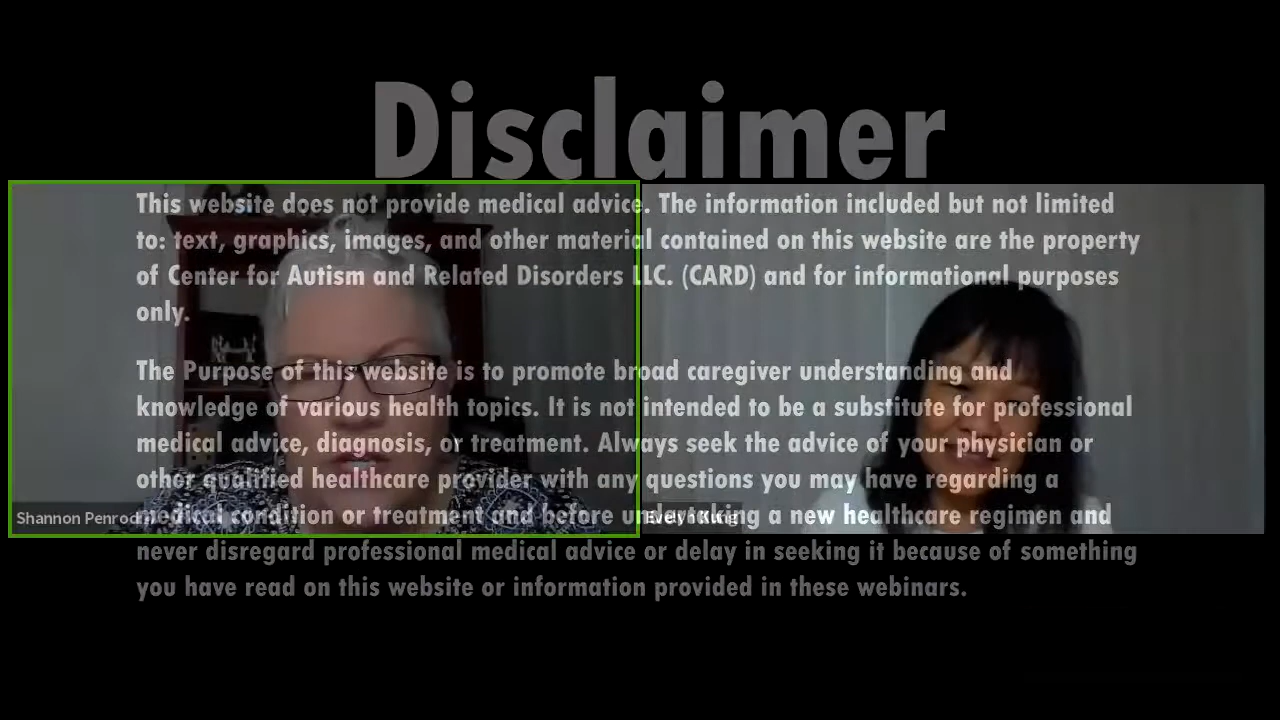 Disclaimer
This website does not provide medical advice. The information included but not limited
to: text, graphics, images, and other material contained on this website are the property
of Center for Autism and Related Disorders LLC. (CARD) and for informational purposes
only.
The Purpose of this website is to promote broad caregiver understanding and
knowledge of various health topics. It is not intended to be a substitute for professional
medical advice, diagnosis, or treatment. Always seek the advice of your physician or
other qualified healthcare provider with any questions you may have regarding a
medical condition or treatment and before undertaking a new healthcare regimen and
Shannon Penrod
Evelyn Kung
never disregard professional medical advice or delay in seeking it because of something
you have read on this website or information provided in these webinars.